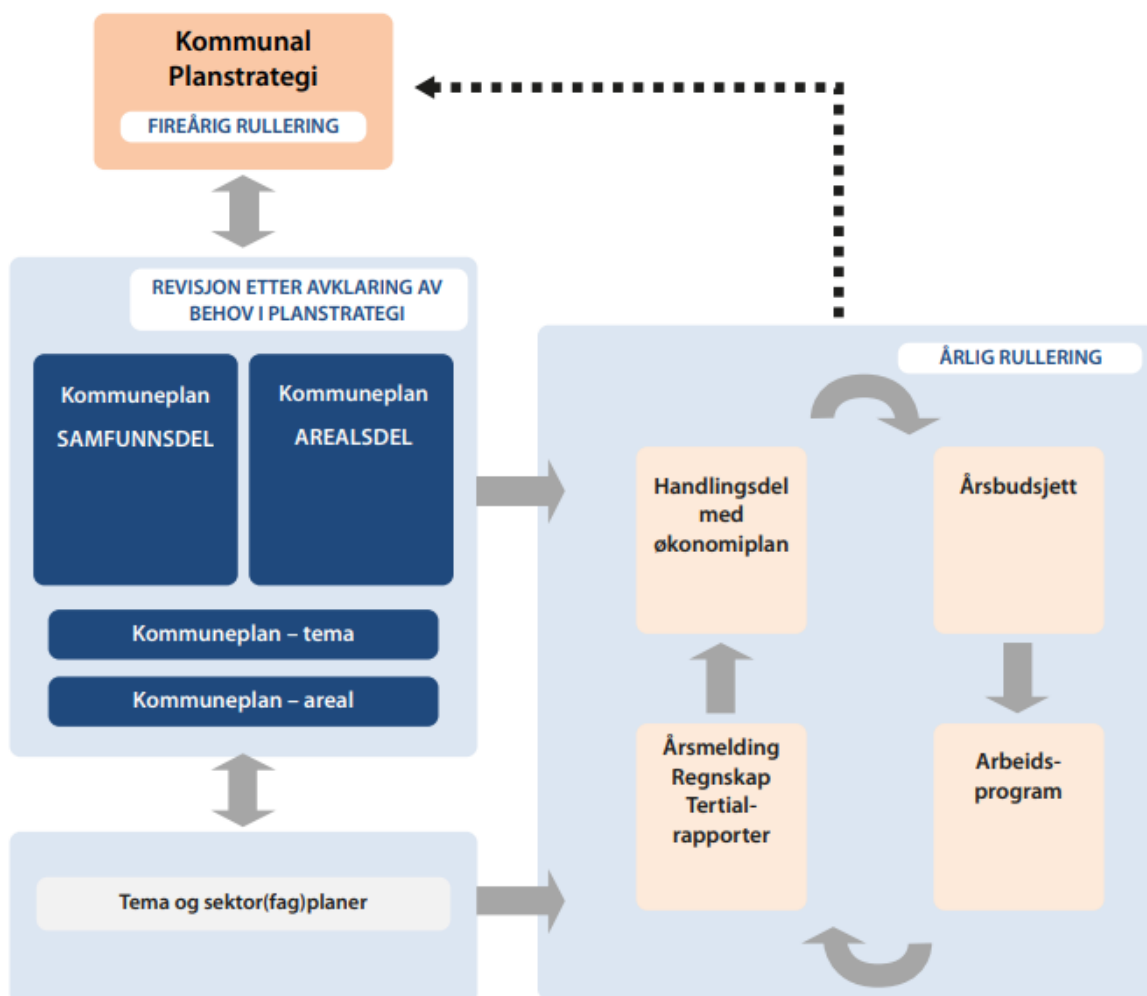 Kommunal
Planstrategi
FIREÅRIG RULLERING
REVISJON ETTER AVKLARING AV
BEHOV I PLANSTRATEGI
Kommuneplan
SAMFUNNSDEL
Kommuneplan
AREALSDEL
Kommuneplan – tema
Kommuneplan – areal
Tema og sektor(fag)planer
ÅRLIG RULLERING
Handlingsdel
med
økonomiplan
Årsbudsjett
Årsmelding
Regnskap
Tertial-
rapporter
Arbeids-
program